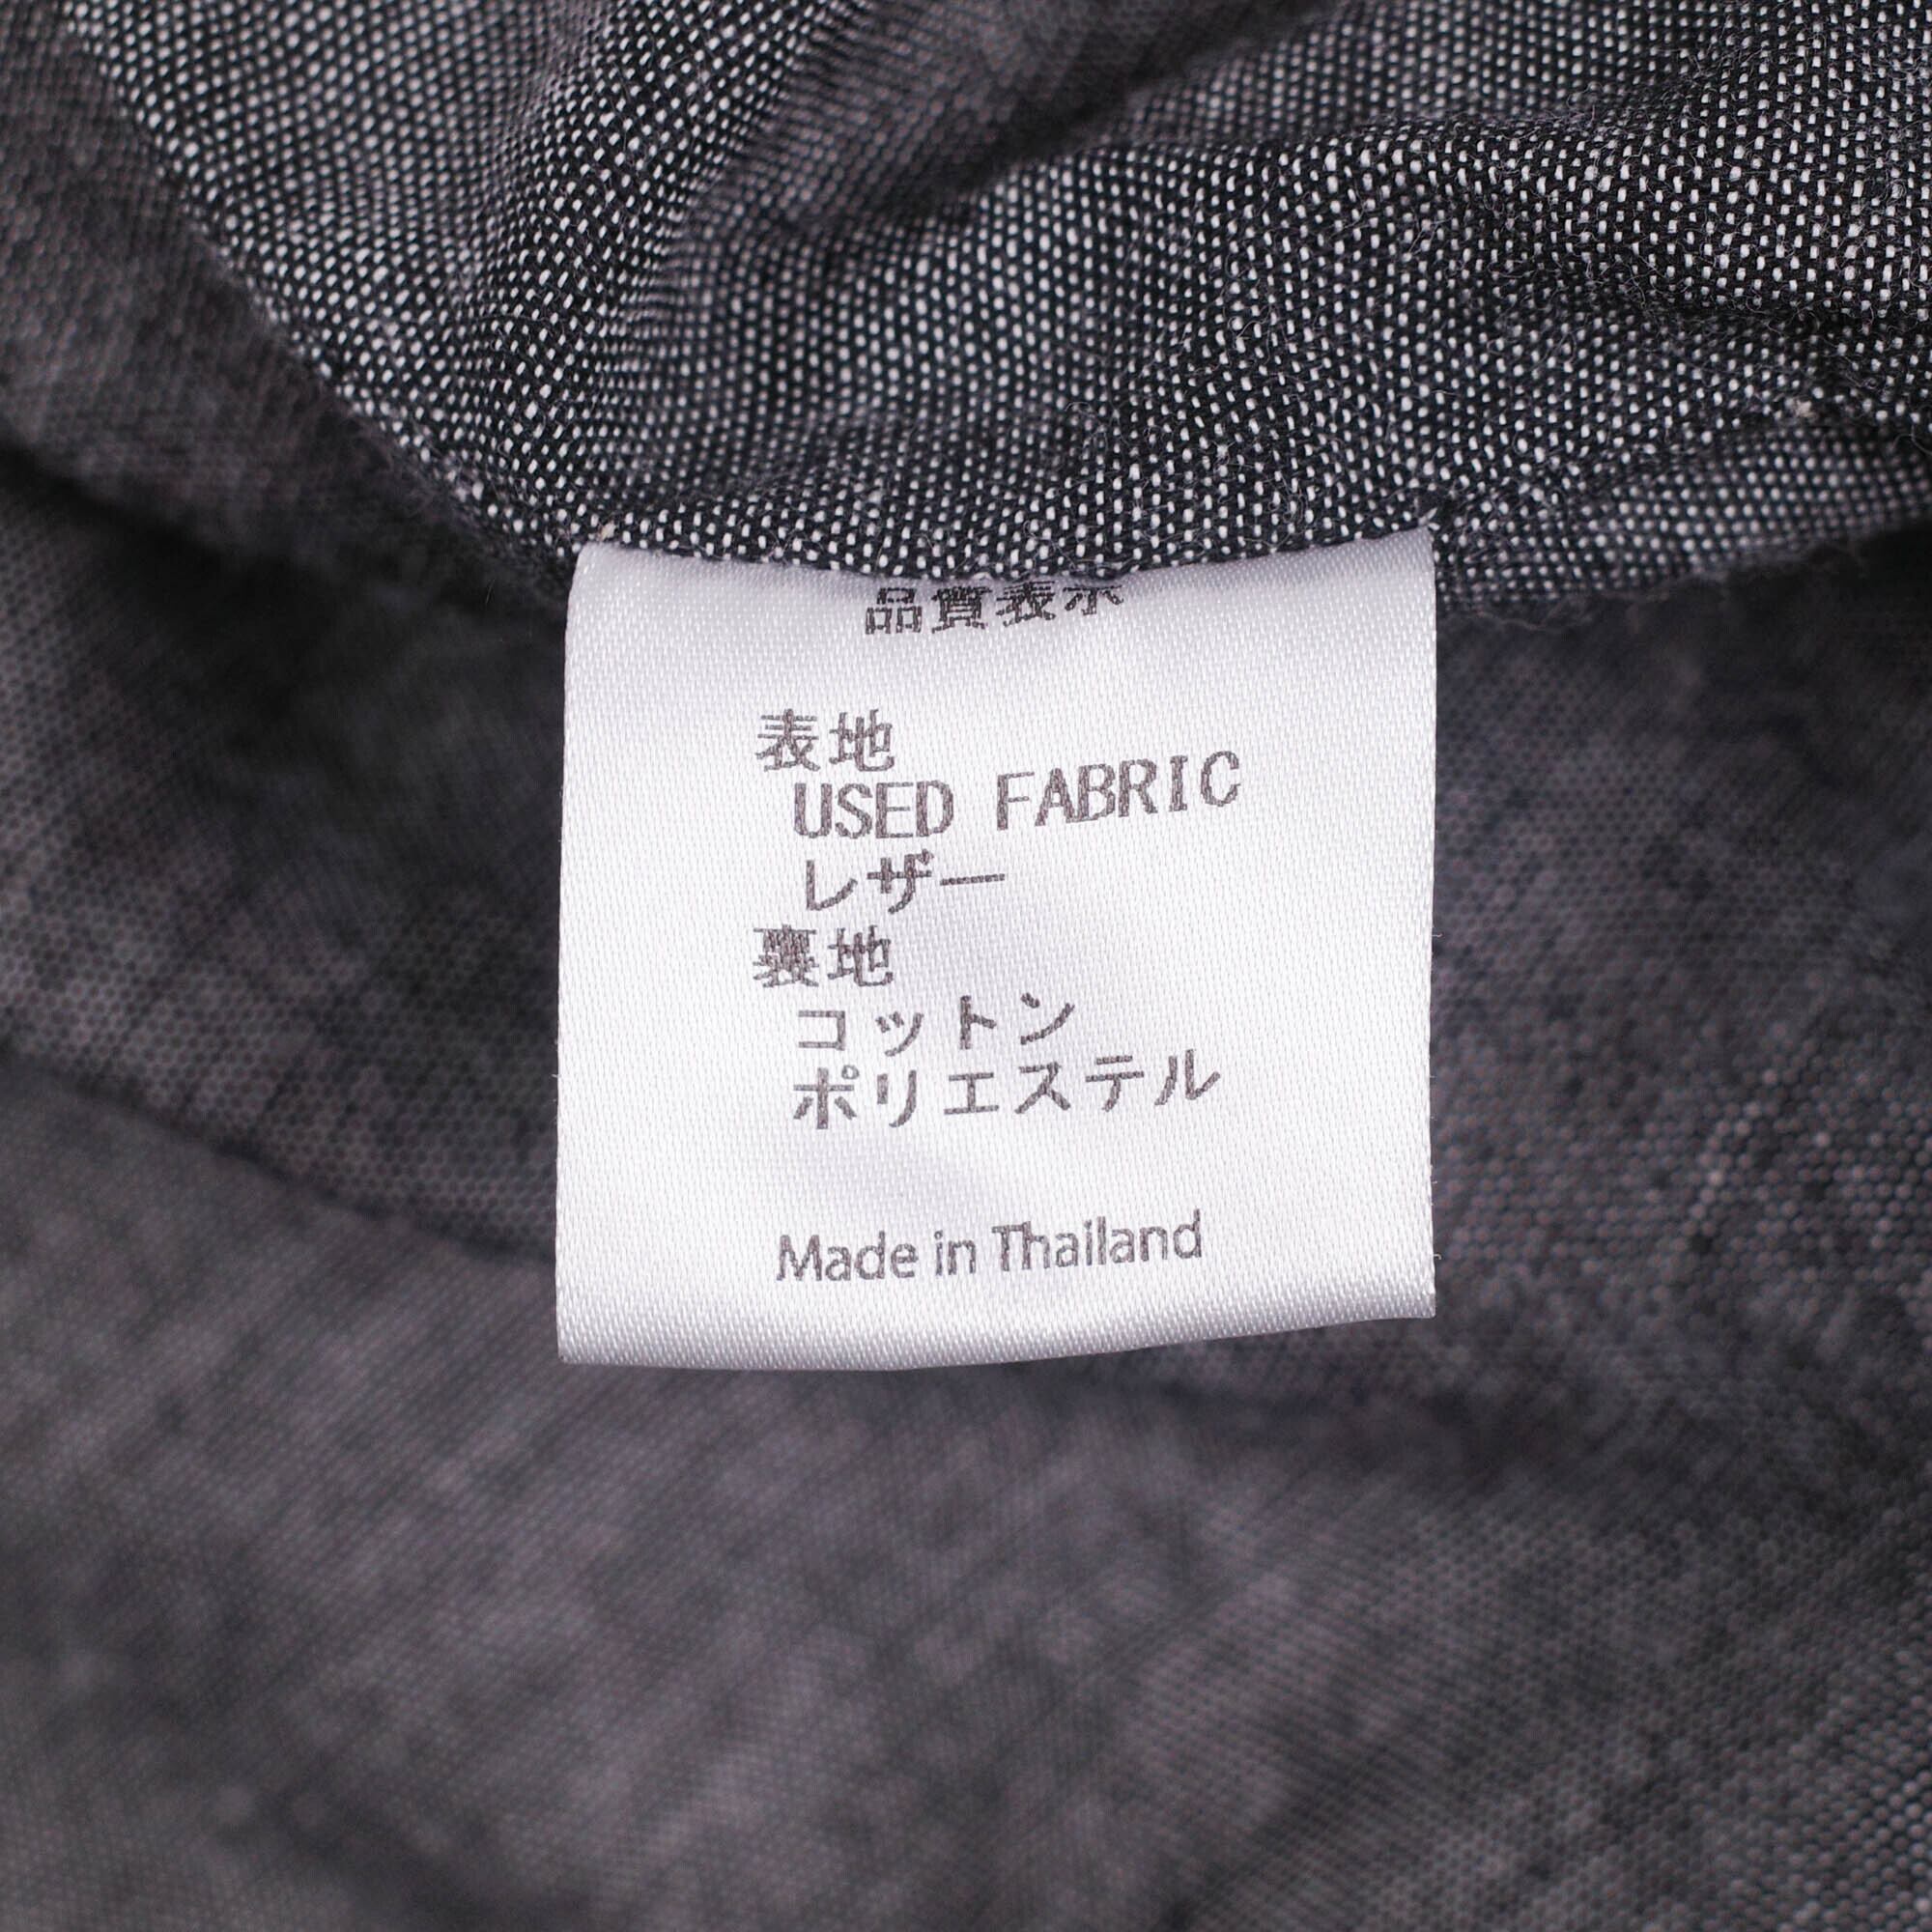 品質表示
表地
USED FABRIC
レザー
裏地
コットン
ポリエステル
Made in Thailand